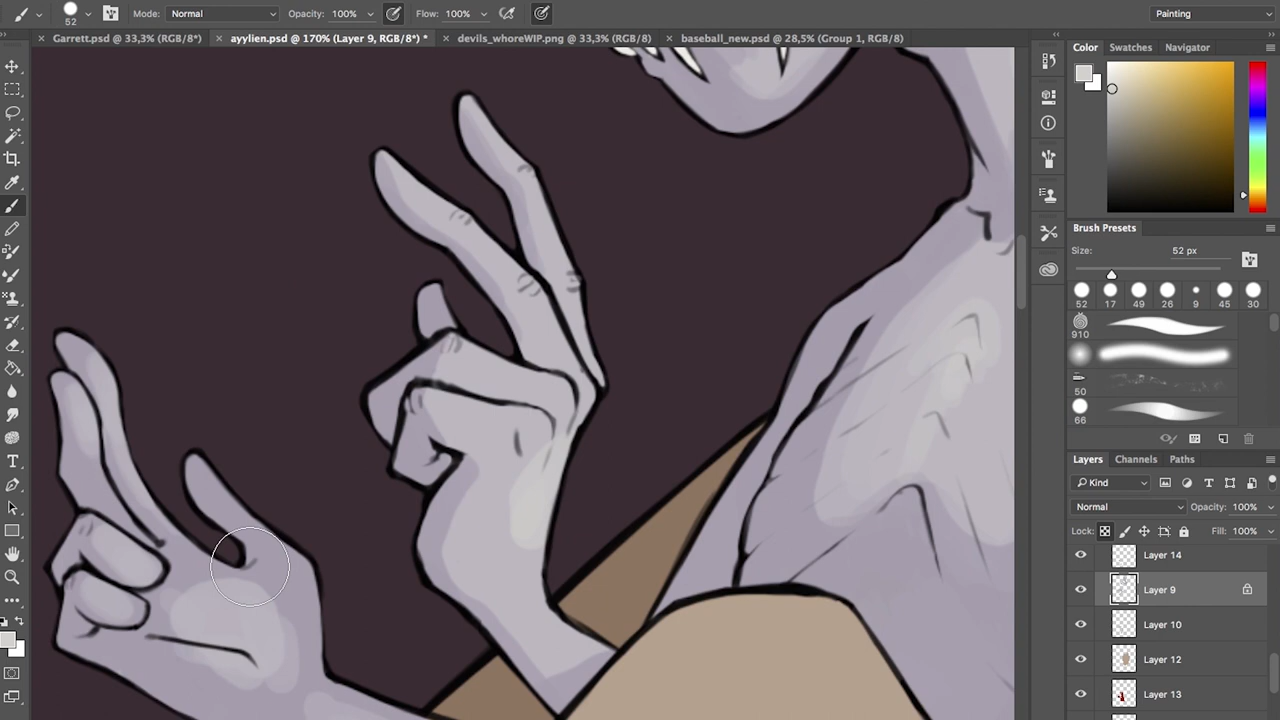 52 Mode: Normal Opacity: 100% Flow: 100% Painting
Garrett.psd @ 33,3% (RGB/8*) ayylien.psd @ 170% (Layer 9, RGB/8*) * devils_whoreWIP.png @ 33,3% (RGB/8) baseball_new.psd @ 28,5% (Group 1, RGB/8)
Color Swatches Navigator
Brush Presets
Size: 52 px
52 17 49 26 9 45 30
910
50
66
Layers Channels Paths
Kind
Normal Opacity: 100%
Lock: Fill: 100%
Layer 14
Layer 9
Layer 10
Layer 12
Layer 13